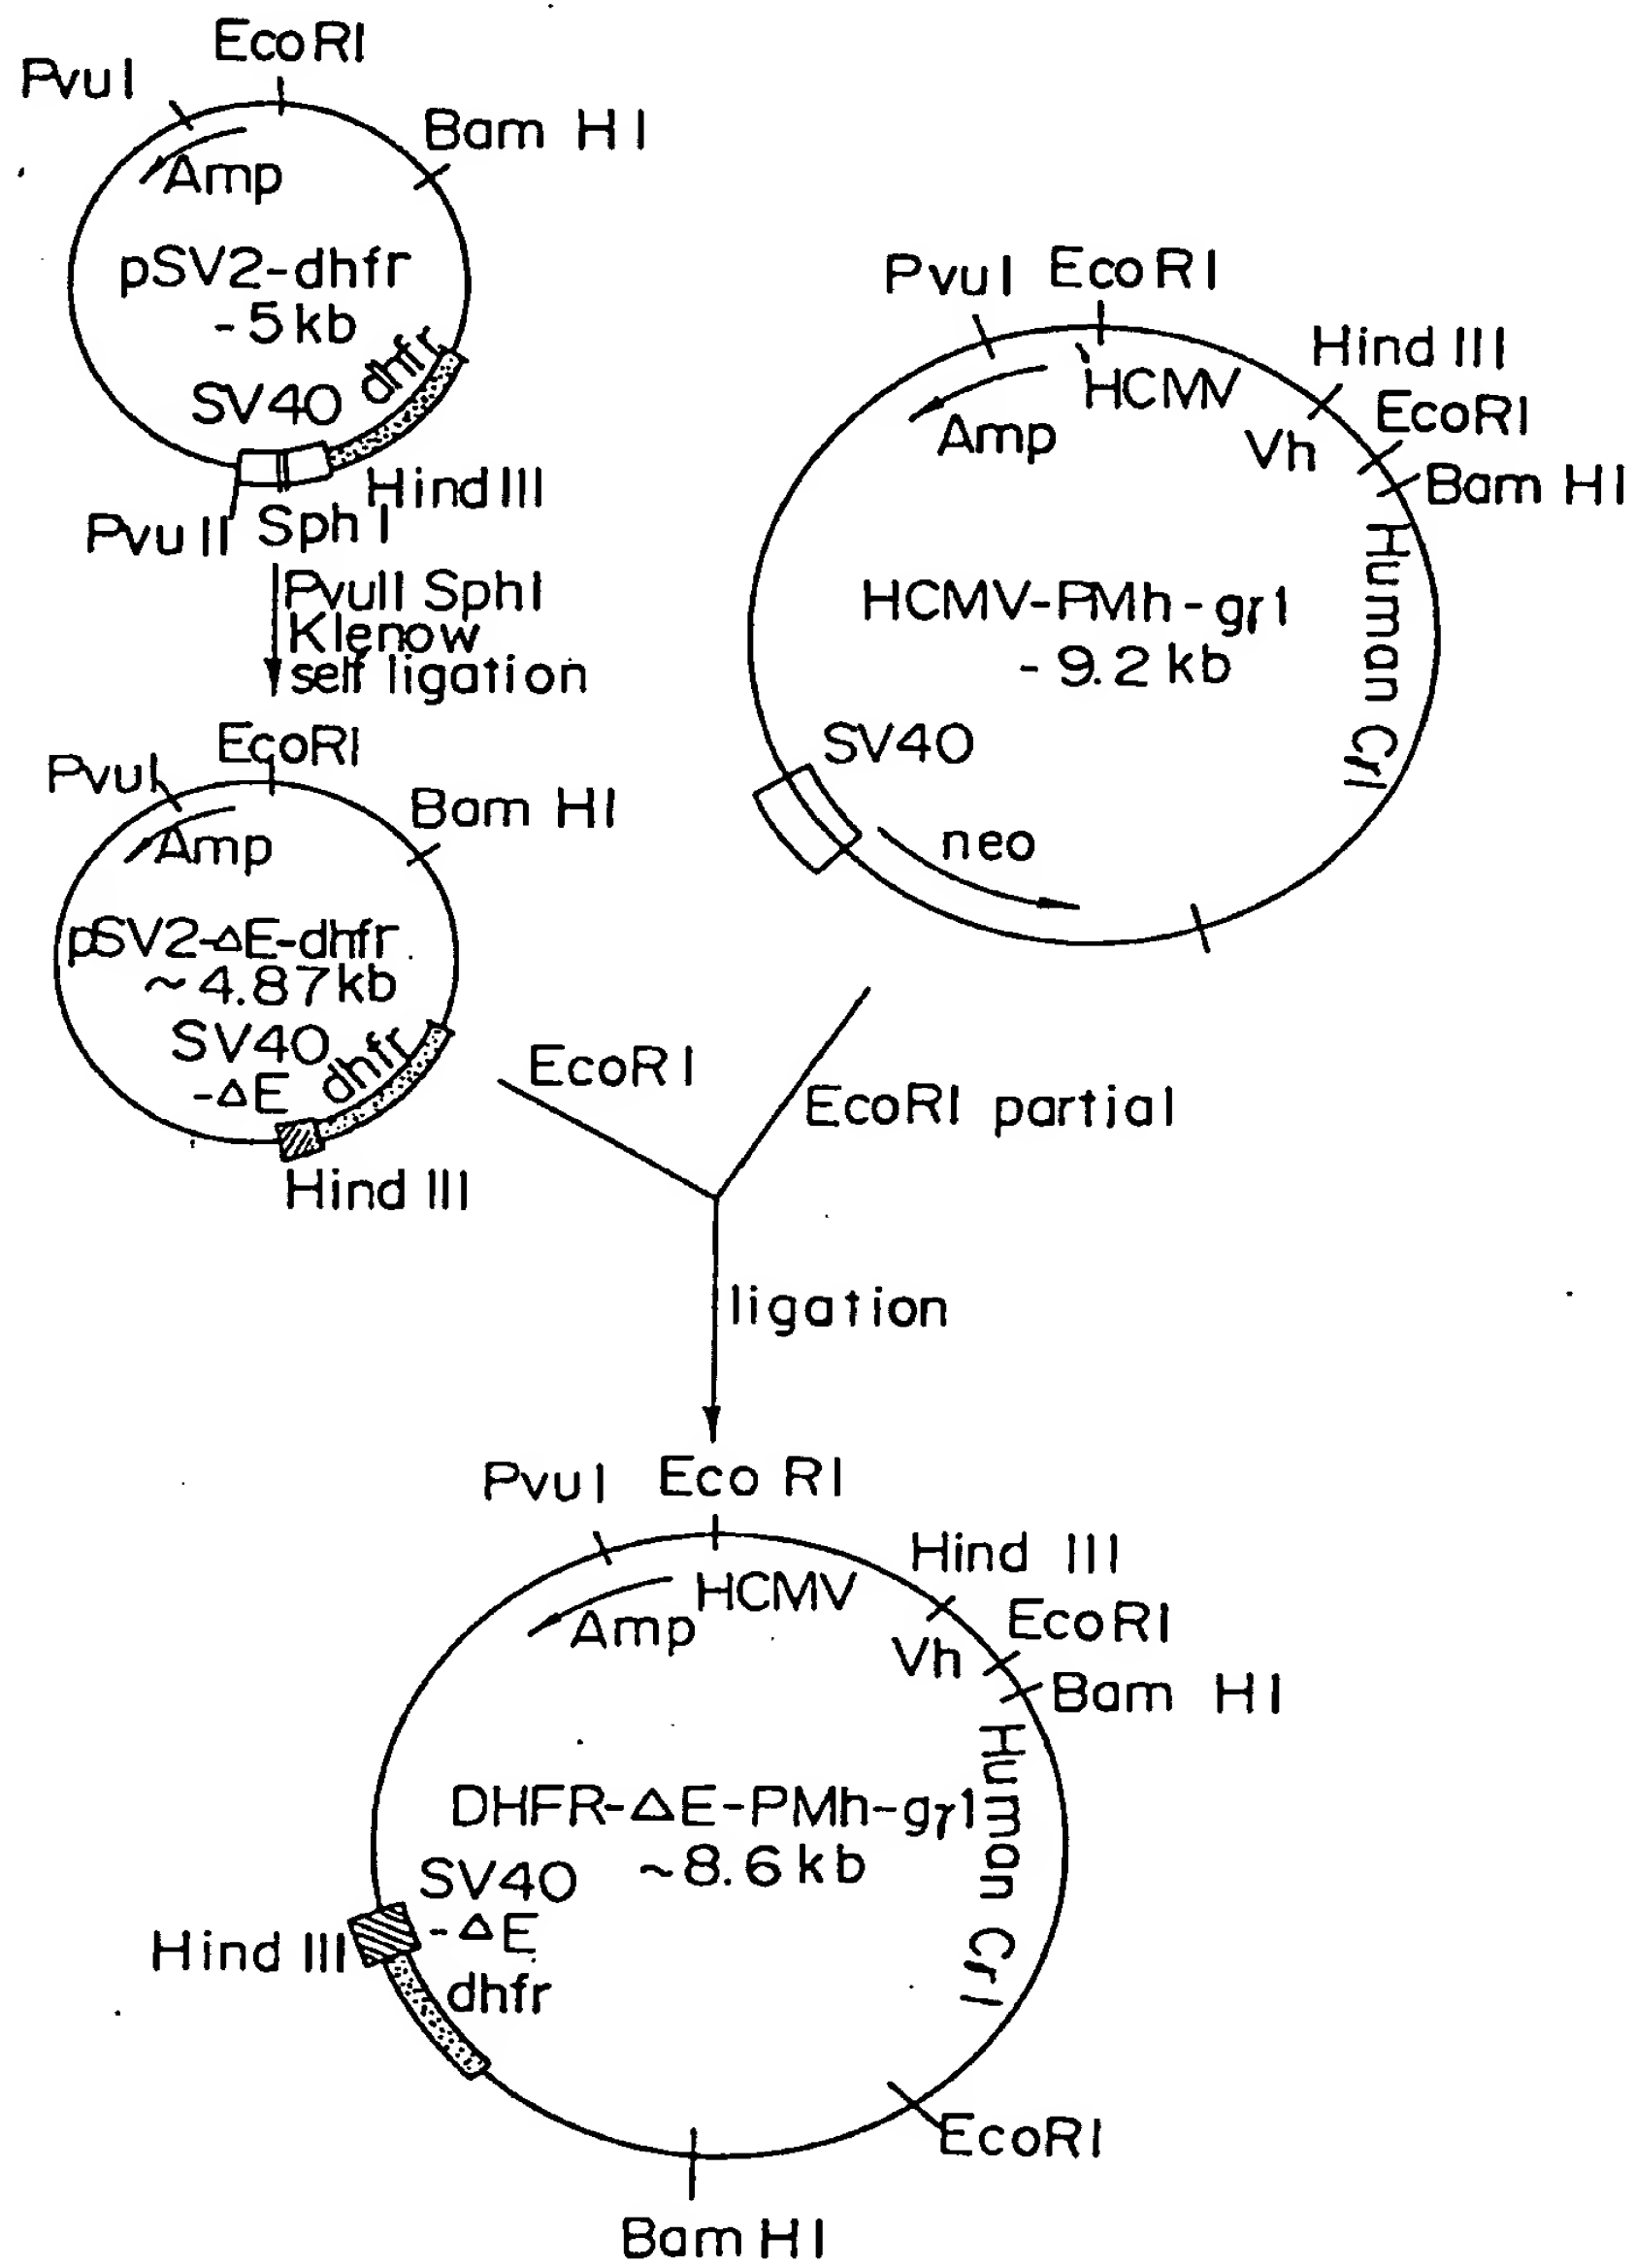 EcoRI
PvuI
Bam HI
Amp
pSV2-dhfr
~5kb
dhfr
SV40
Hind III
PvuII SphI
PvuII SphI
Klenow
self ligation
PvuI EcoRI
Hind III
HCMV
EcoRI
Amp
Vh
Bam HI
Human Cγ1
HCMV-PMh-gγ1
~9.2 kb
SV40
neo
EcoRI
PvuI
Bam HI
Amp
pSV2-ΔE-dhfr
~4.87kb
SV40
dhfr
-ΔE
Hind III
EcoRI
EcoRI partial
ligation
PvuI Eco RI
Hind III
HCMV
EcoRI
Amp
Vh
Bam HI
Human Cγ1
DHFR-ΔE-PMh-gγ1
~8.6 kb
SV40
-ΔE
Hind III
dhfr
EcoRI
Bam HI